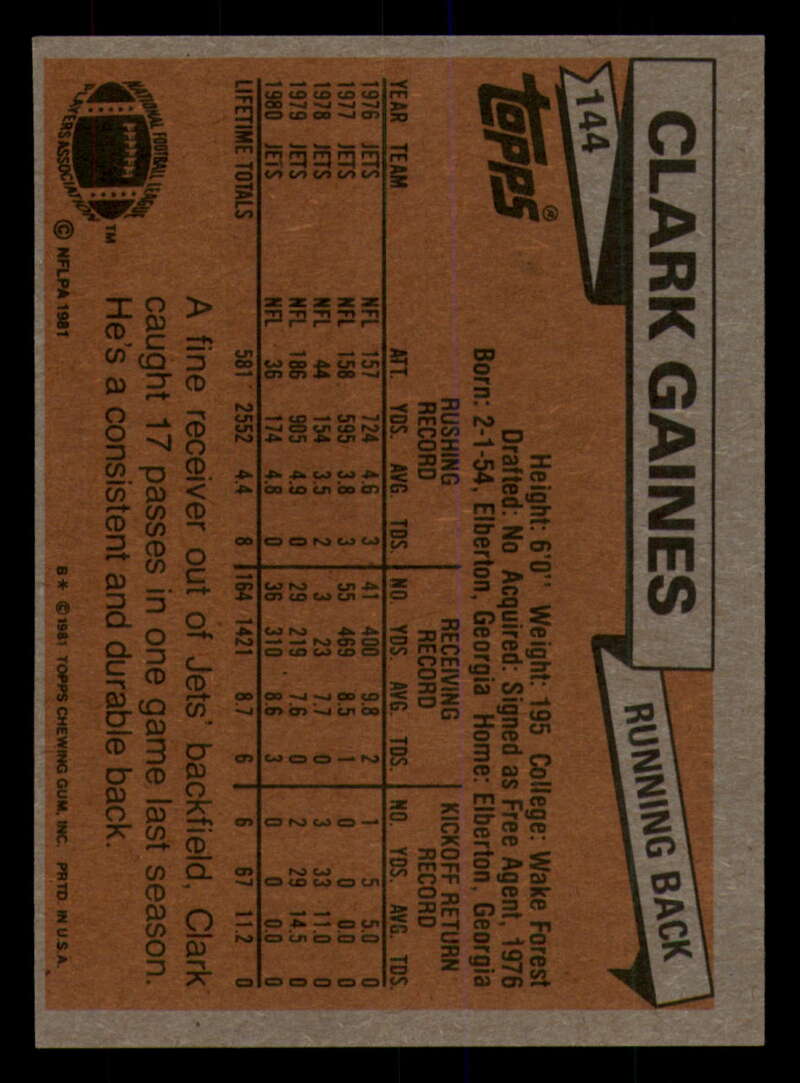 CLARK GAINES
RUNNING BACK
144
topps®
Height: 6'0" Weight: 195 College: Wake Forest
Drafted: No Acquired: Signed as Free Agent, 1976
Born: 2-1-54, Elberton, Georgia Home: Elberton, Georgia
RUSHING RECEIVING KICKOFF RETURN
RECORD RECORD RECORD
YEAR TEAM ATT. YDS. AVG. TDS. NO. YDS. AVG. TDS. NO. YDS. AVG. TDS.
1976 JETS NFL 157 724 4.6 3 41 400 9.8 2 1 5 5.0 0
1977 JETS NFL 158 595 3.8 3 55 469 8.5 1 0 0 0.0 0
1978 JETS NFL 44 154 3.5 2 3 23 7.7 0 3 33 11.0 0
1979 JETS NFL 186 905 4.9 0 29 219 7.6 0 2 29 14.5 0
1980 JETS NFL 36 174 4.8 0 36 310 8.6 3 0 0 0.0 0
LIFETIME TOTALS 581 2552 4.4 8 164 1421 8.7 6 6 67 11.2 0
A fine receiver out of Jets' backfield, Clark
caught 17 passes in one game last season.
He's a consistent and durable back.
NATIONAL FOOTBALL LEAGUE
PLAYERS ASSOCIATION
TM
© NFLPA 1981
B* ©1981 TOPPS CHEWING GUM, INC. PRTD. IN U.S.A.